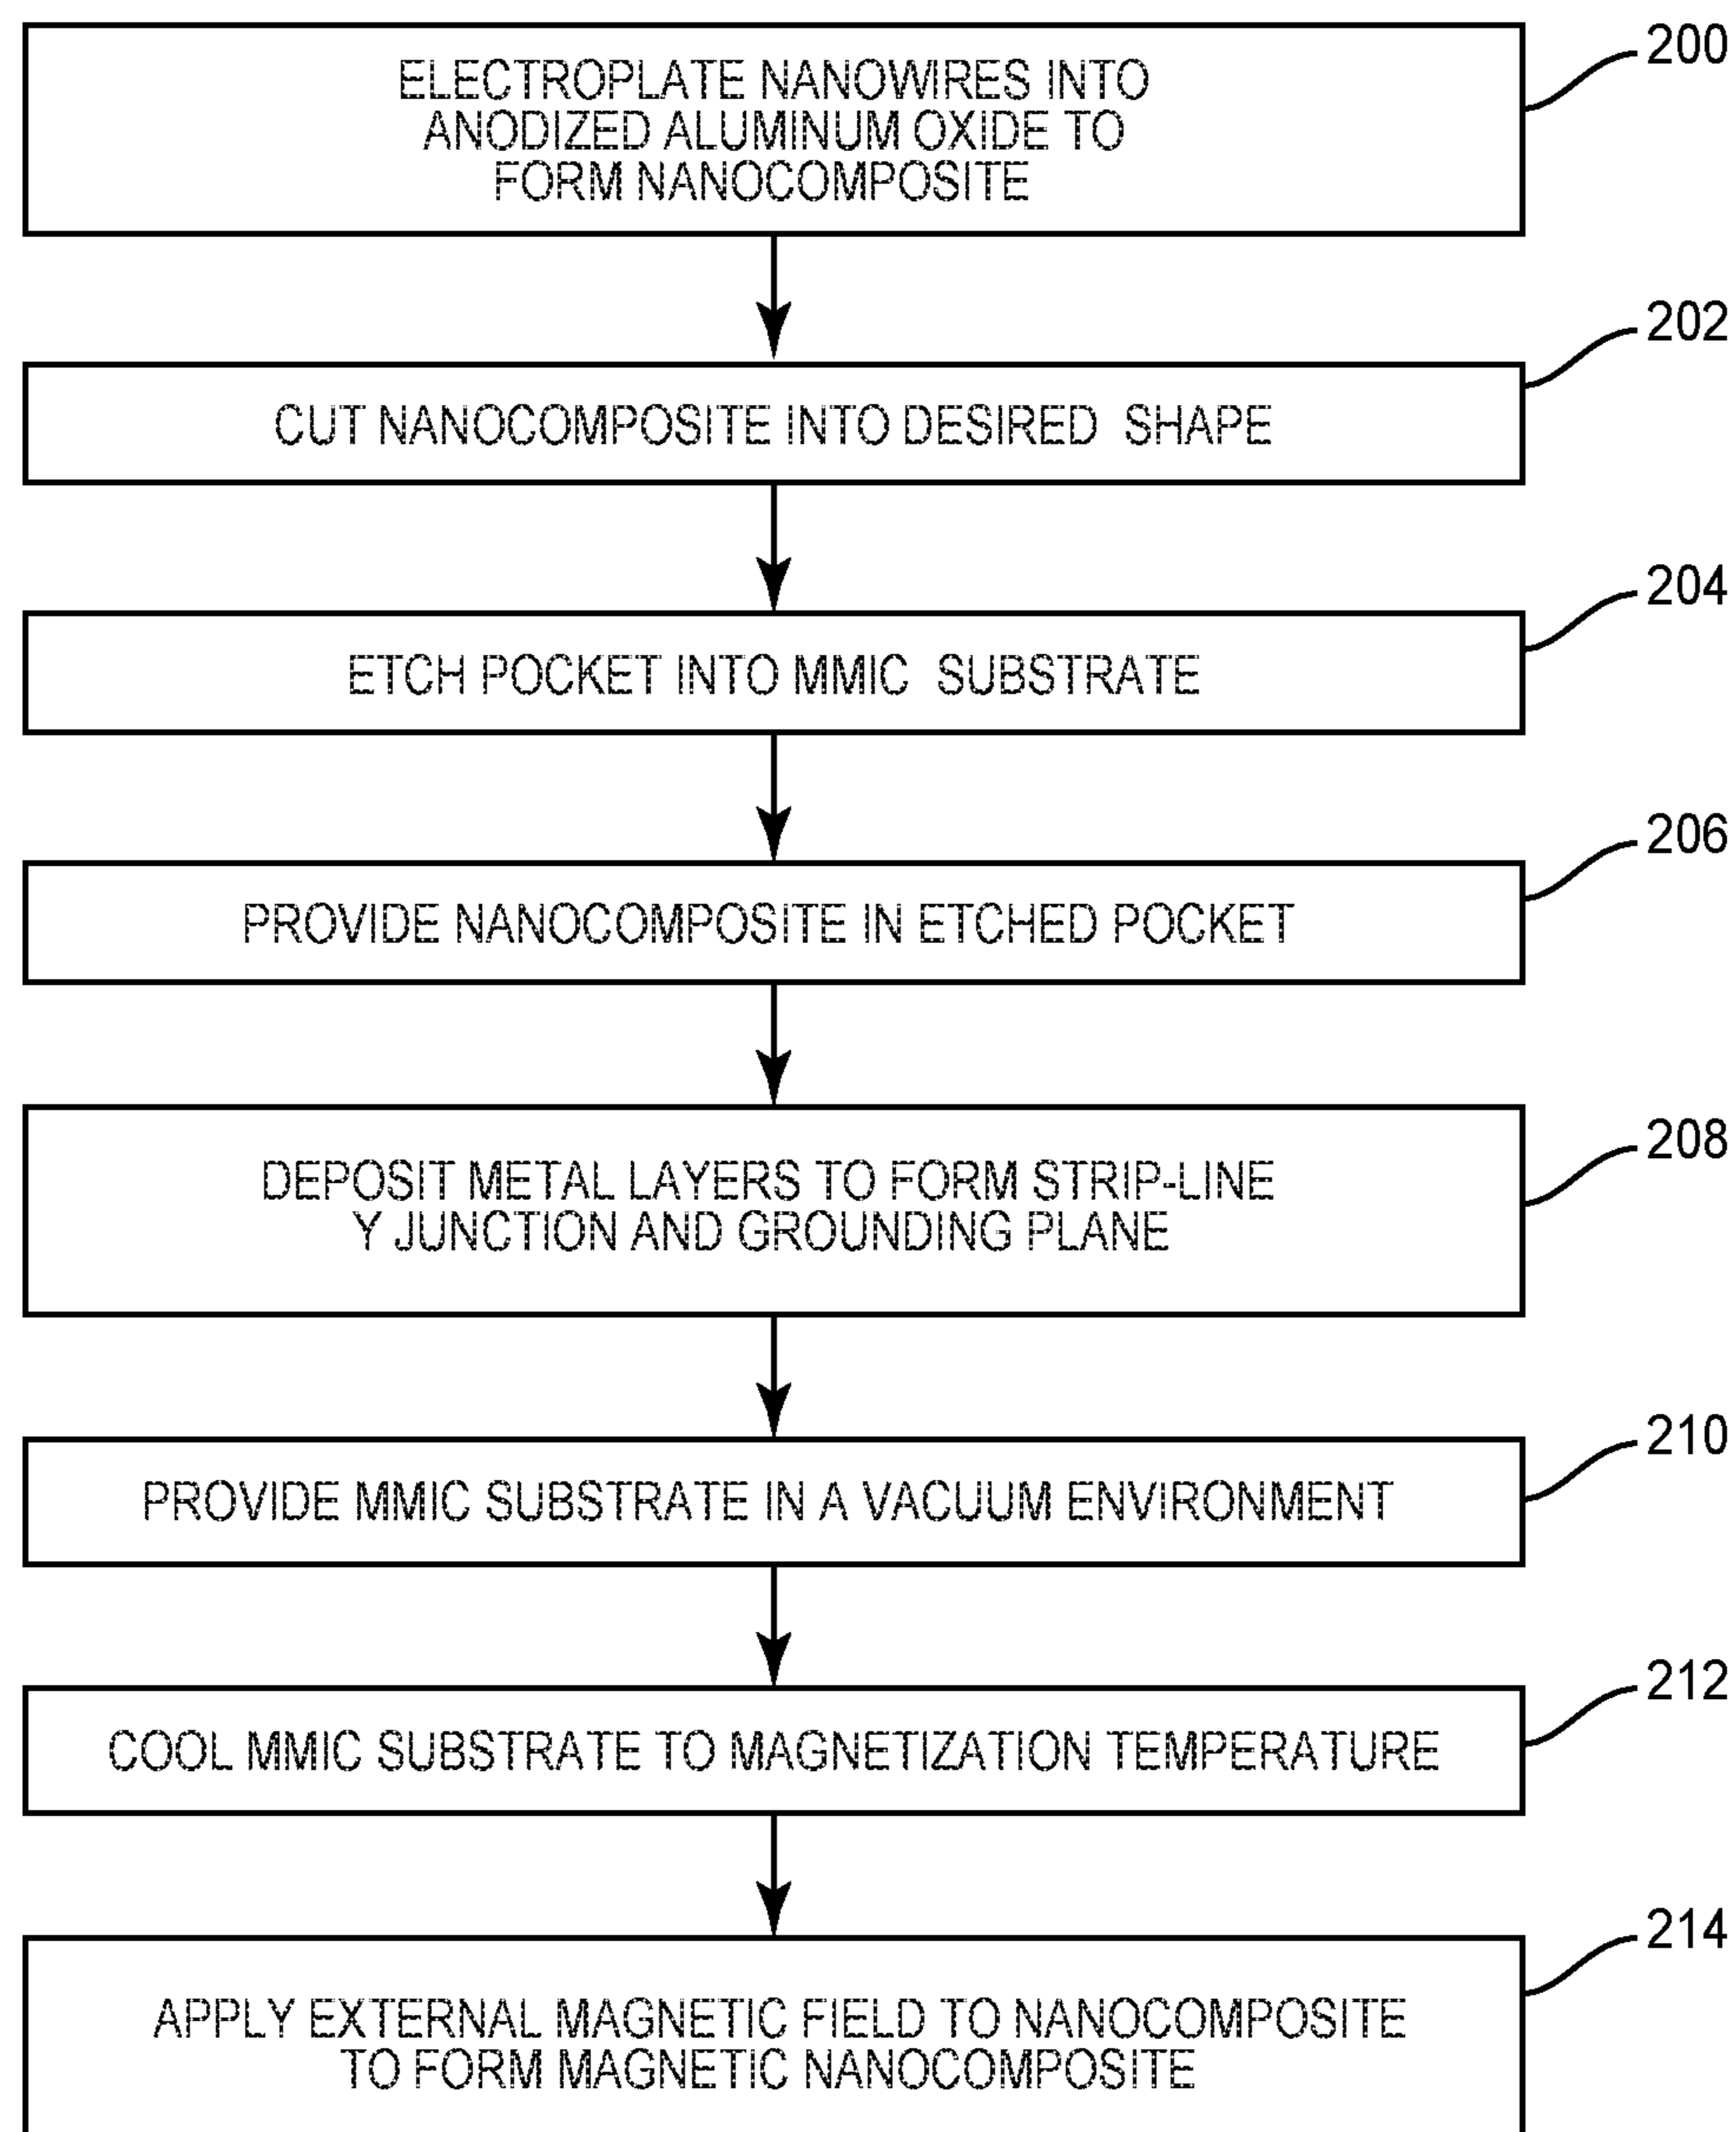 200
ELECTROPLATE NANOWIRES INTO
ANODIZED ALUMINUM OXIDE TO
FORM NANOCOMPOSITE
202
CUT NANOCOMPOSITE INTO DESIRED SHAPE
204
ETCH POCKET INTO MMIC SUBSTRATE
206
PROVIDE NANOCOMPOSITE IN ETCHED POCKET
208
DEPOSIT METAL LAYERS TO FORM STRIP-LINE
Y JUNCTION AND GROUNDING PLANE
210
PROVIDE MMIC SUBSTRATE IN A VACUUM ENVIRONMENT
212
COOL MMIC SUBSTRATE TO MAGNETIZATION TEMPERATURE
214
APPLY EXTERNAL MAGNETIC FIELD TO NANOCOMPOSITE
TO FORM MAGNETIC NANOCOMPOSITE